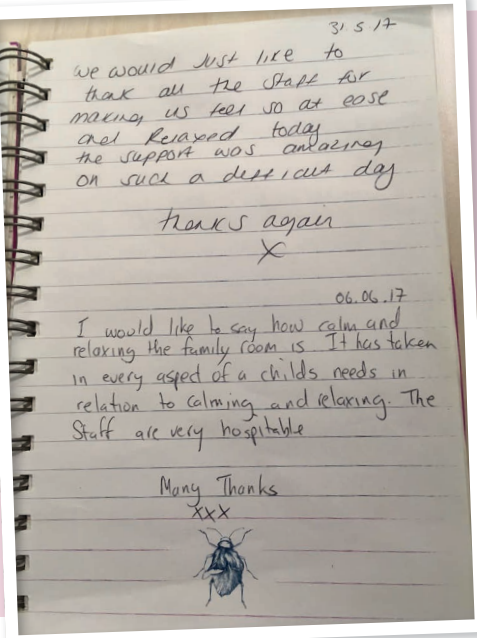 31.5.17
we would Just like to
thank all the Staff for
making us feel so at ease
and Relaxed today
the support was amazing
on such a difficult day
thanks again
X
06.06.17
I would like to say how calm and
relaxing the family room is It has taken
in every aspect of a childs needs in
relation to calming and relaxing. The
Staff are very hospitable
Many Thanks
xxx